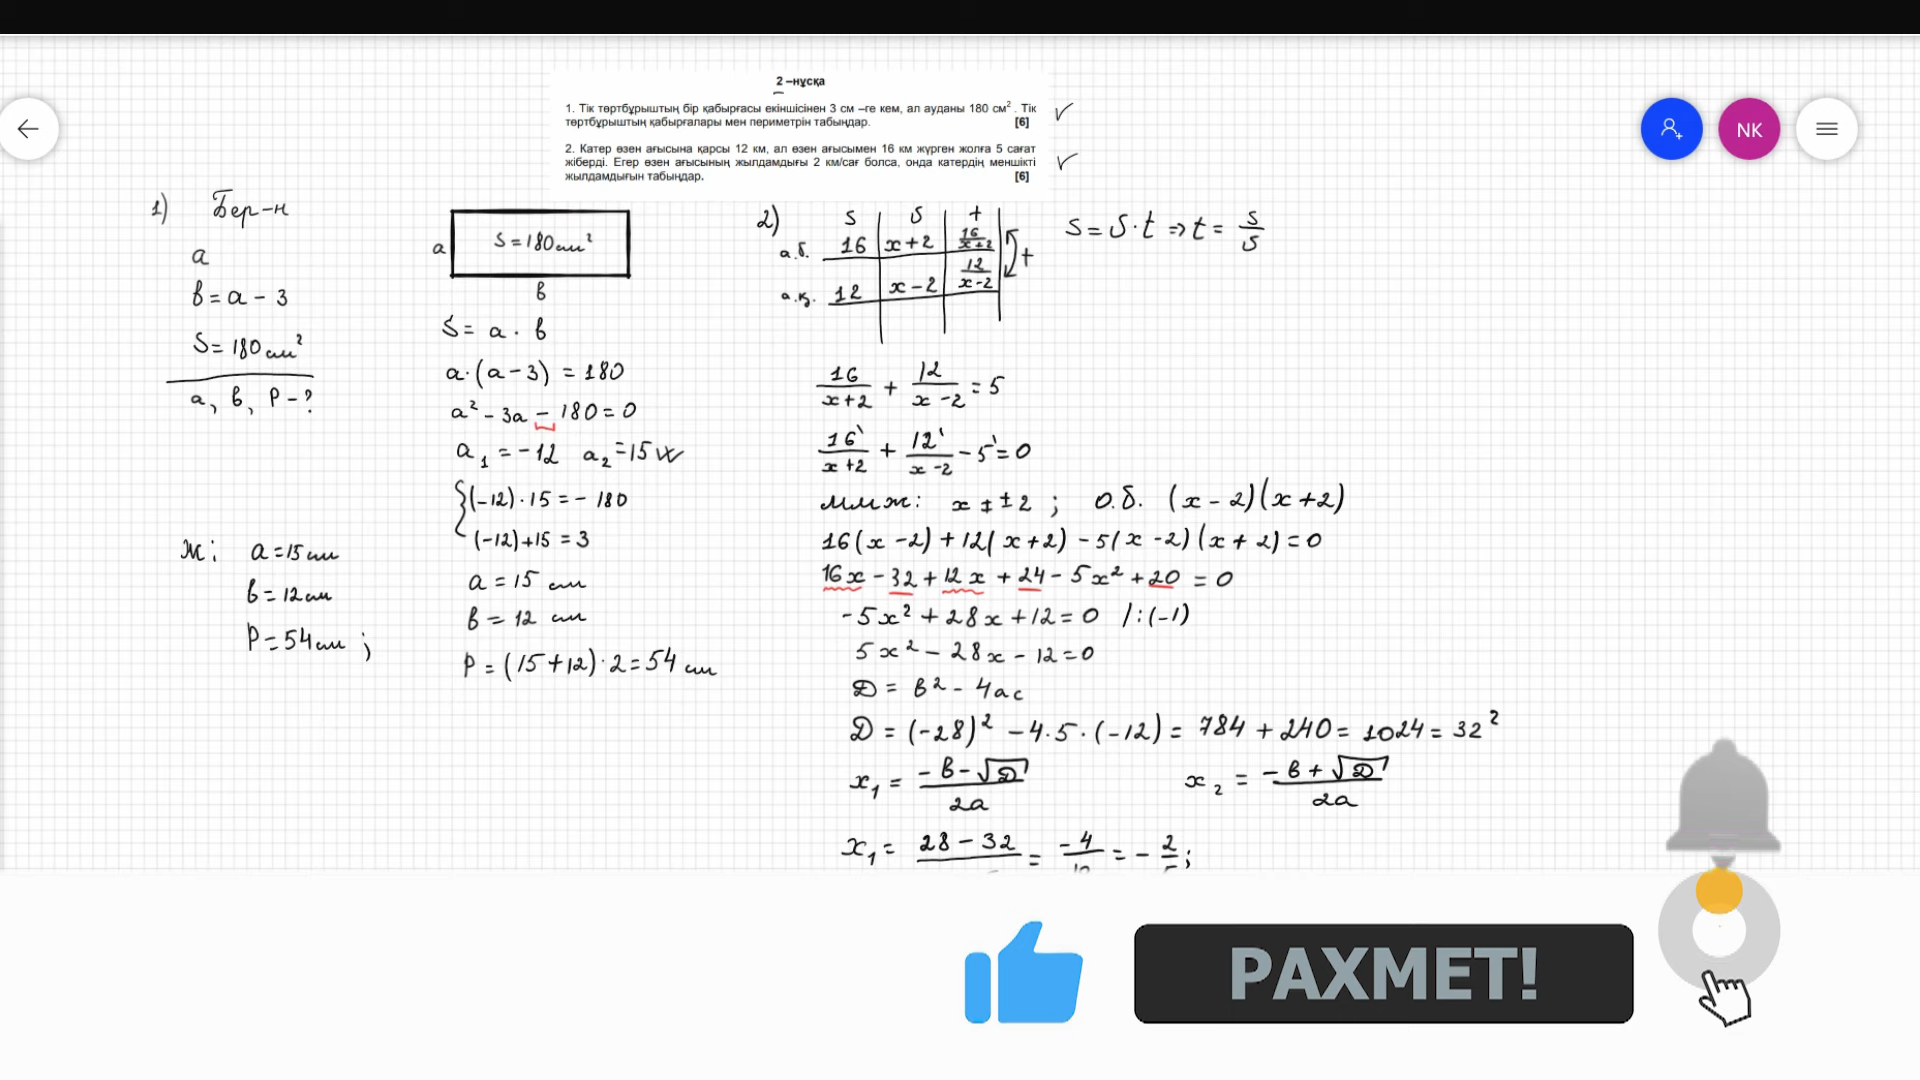 2 –нұсқа
1. Тік төртбұрыштың бір қабырғасы екіншісінен 3 см –ге кем, ал ауданы 180 см² . Тік
төртбұрыштың қабырғалары мен периметрін табыңдар. [6]
2. Катер өзен ағысына қарсы 12 км, ал өзен ағысымен 16 км жүрген жолға 5 сағат
жіберді. Егер өзен ағысының жылдамдығы 2 км/сағ болса, онда катердің меншікті
жылдамдығын табыңдар. [6]
NK
1) Бер-н
a
b = a - 3
S = 180 см²
a, b, P - ?
Ж: a = 15 см
b = 12 см
P = 54 см ;
a
S = 180 см²
b
S = a · b
a · (a - 3) = 180
a² - 3a - 180 = 0
a₁ = -12 a₂ = 15
(-12) · 15 = - 180
(-12) + 15 = 3
a = 15 см
b = 12 см
P = (15 + 12) · 2 = 54 см
2) S | υ | t
а.б. 16 | x+2 | 16/(x+2)
а.қ. 12 | x-2 | 12/(x-2)
+
S = υ · t ⇒ t = S/υ
16/(x+2) + 12/(x-2) = 5
16/(x+2) + 12/(x-2) - 5 = 0
ммж: x ≠ ±2 ; о.б. (x - 2)(x + 2)
16(x - 2) + 12(x + 2) - 5(x - 2)(x + 2) = 0
16x - 32 + 12x + 24 - 5x² + 20 = 0
-5x² + 28x + 12 = 0 /:(-1)
5x² - 28x - 12 = 0
D = b² - 4ac
D = (-28)² - 4 · 5 · (-12) = 784 + 240 = 1024 = 32²
x₁ = (-b - √D)/2a x₂ = (-b + √D)/2a
x₁ = 28 - 32 = -4/10 = - 2/5 ;
РАХМЕТ!